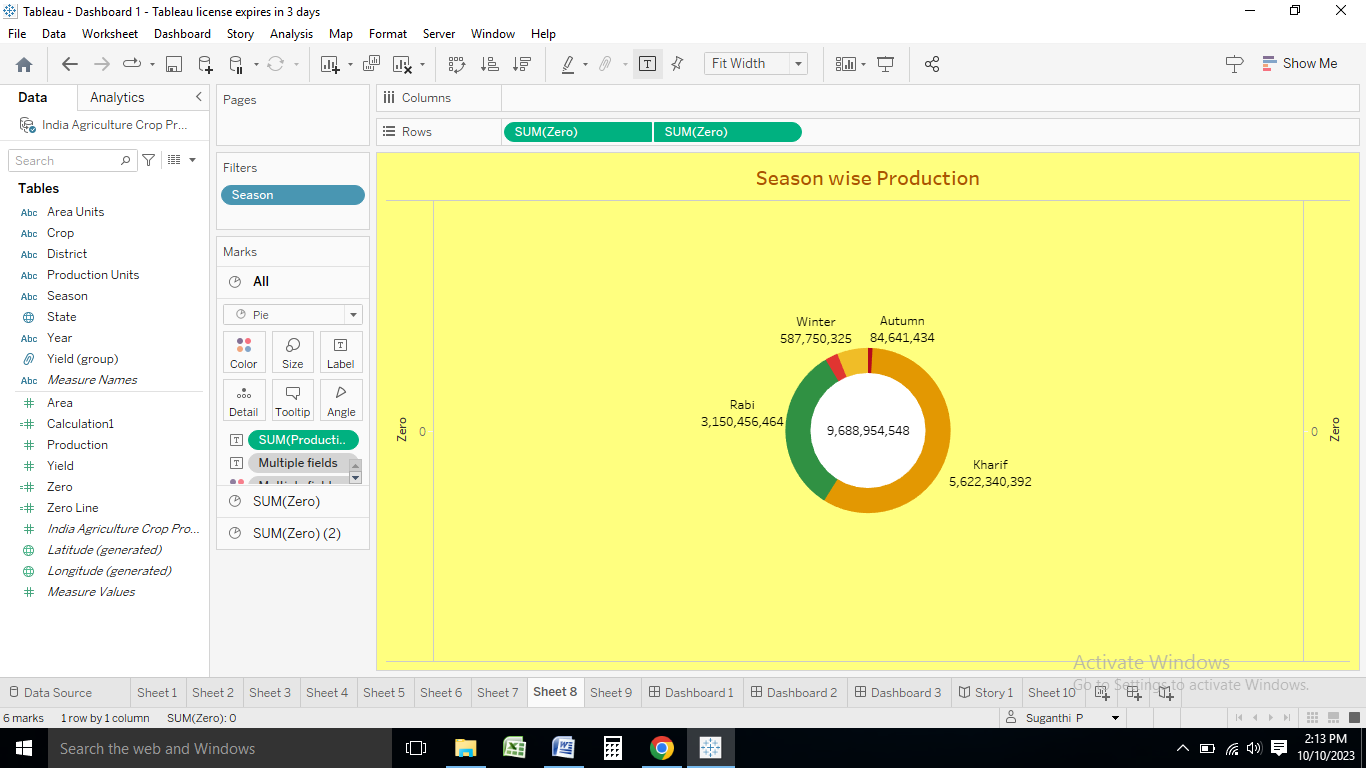 Tableau - Dashboard 1 - Tableau license expires in 3 days
File Data Worksheet Dashboard Story Analysis Map Format Server Window Help
Fit Width
Show Me
Data Analytics
India Agriculture Crop Pr...
Search
Tables
Abc Area Units
Abc Crop
Abc District
Abc Production Units
Abc Season
State
Abc Year
Yield (group)
Abc Measure Names
# Area
=# Calculation1
# Production
# Yield
=# Zero
=# Zero Line
# India Agriculture Crop Pro...
Latitude (generated)
Longitude (generated)
# Measure Values
Pages
Filters
Season
Marks
All
Pie
Color Size Label
Detail Tooltip Angle
SUM(Producti..
Multiple fields
SUM(Zero)
SUM(Zero) (2)
Columns
Rows SUM(Zero) SUM(Zero)
Season wise Production
Zero
0
Winter
587,750,325
Autumn
84,641,434
Rabi
3,150,456,464
9,688,954,548
Kharif
5,622,340,392
0
Zero
Activate Windows
Go to Settings to activate Windows.
Data Source Sheet 1 Sheet 2 Sheet 3 Sheet 4 Sheet 5 Sheet 6 Sheet 7 Sheet 8 Sheet 9 Dashboard 1 Dashboard 2 Dashboard 3 Story 1 Sheet 10
6 marks 1 row by 1 column SUM(Zero): 0 Suganthi P
Search the web and Windows
2:13 PM
10/10/2023